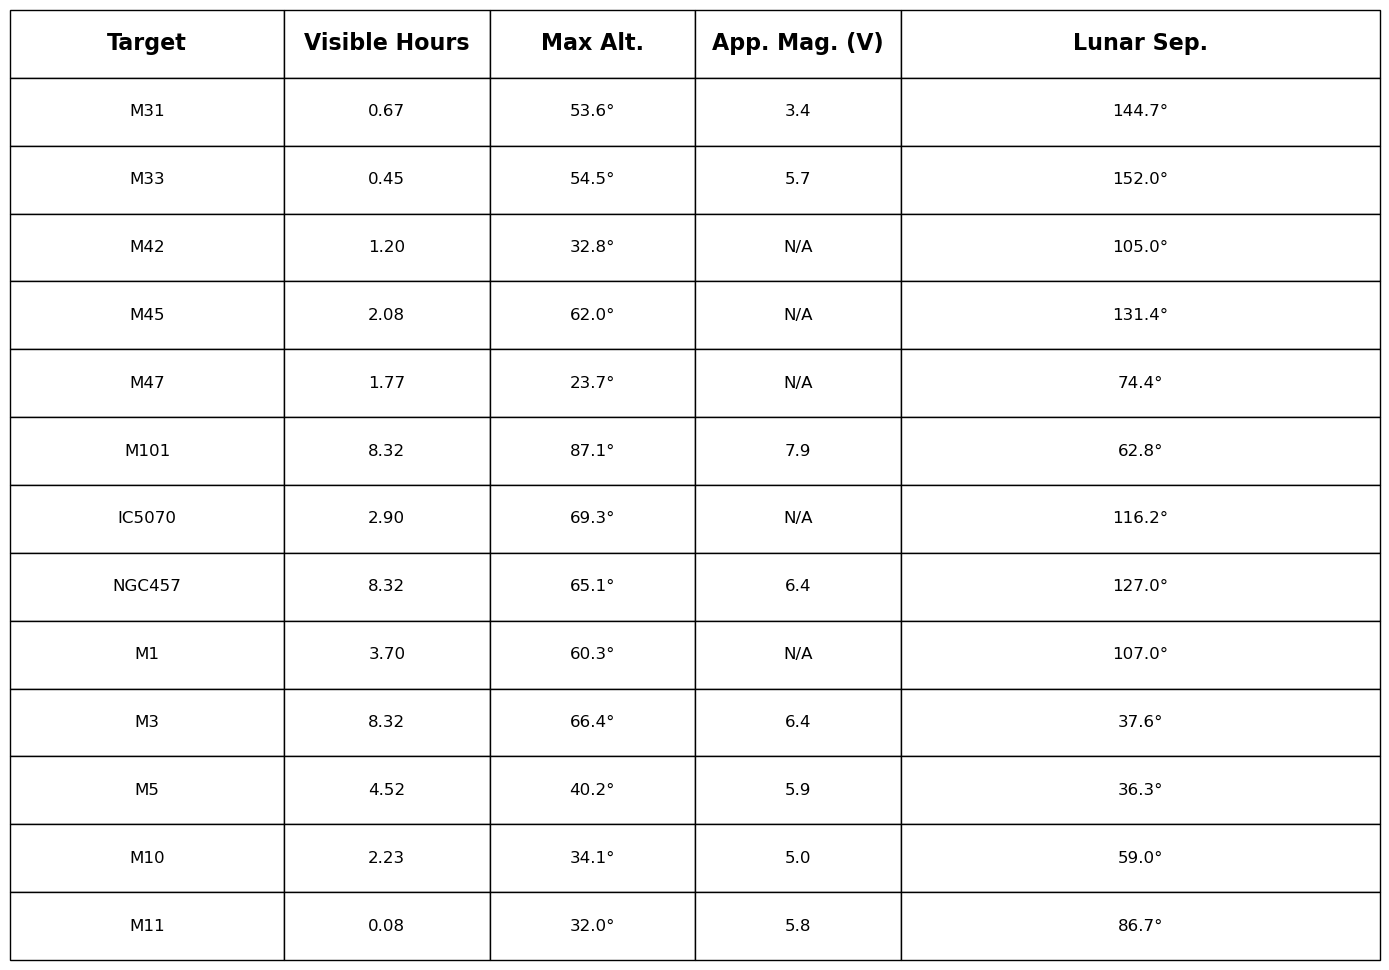 Target Visible Hours Max Alt. App. Mag. (V) Lunar Sep.
M31 0.67 53.6° 3.4 144.7°
M33 0.45 54.5° 5.7 152.0°
M42 1.20 32.8° N/A 105.0°
M45 2.08 62.0° N/A 131.4°
M47 1.77 23.7° N/A 74.4°
M101 8.32 87.1° 7.9 62.8°
IC5070 2.90 69.3° N/A 116.2°
NGC457 8.32 65.1° 6.4 127.0°
M1 3.70 60.3° N/A 107.0°
M3 8.32 66.4° 6.4 37.6°
M5 4.52 40.2° 5.9 36.3°
M10 2.23 34.1° 5.0 59.0°
M11 0.08 32.0° 5.8 86.7°